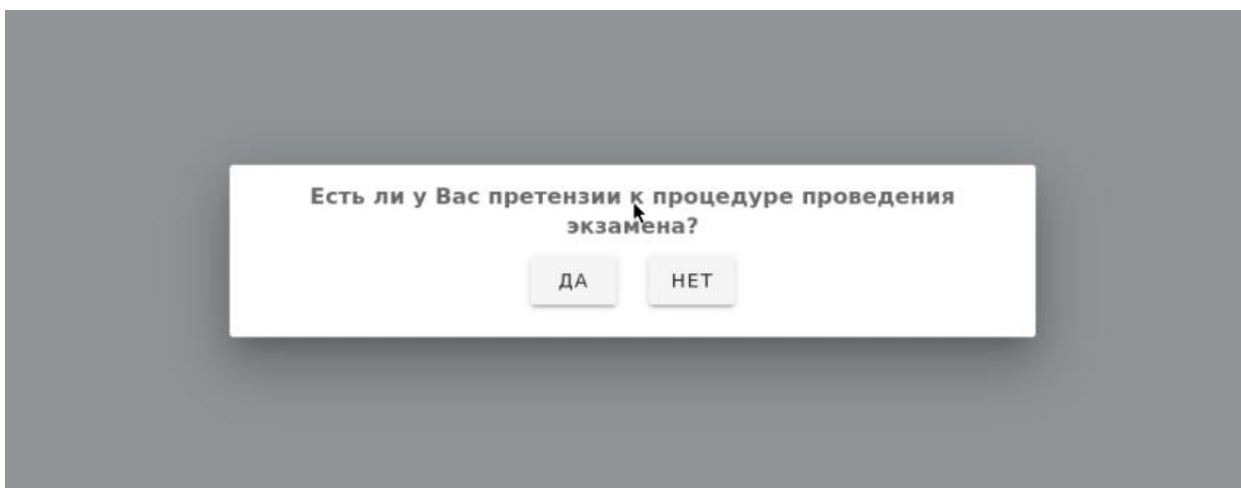 Есть ли у Вас претензии к процедуре проведения
экзамена?
ДА НЕТ